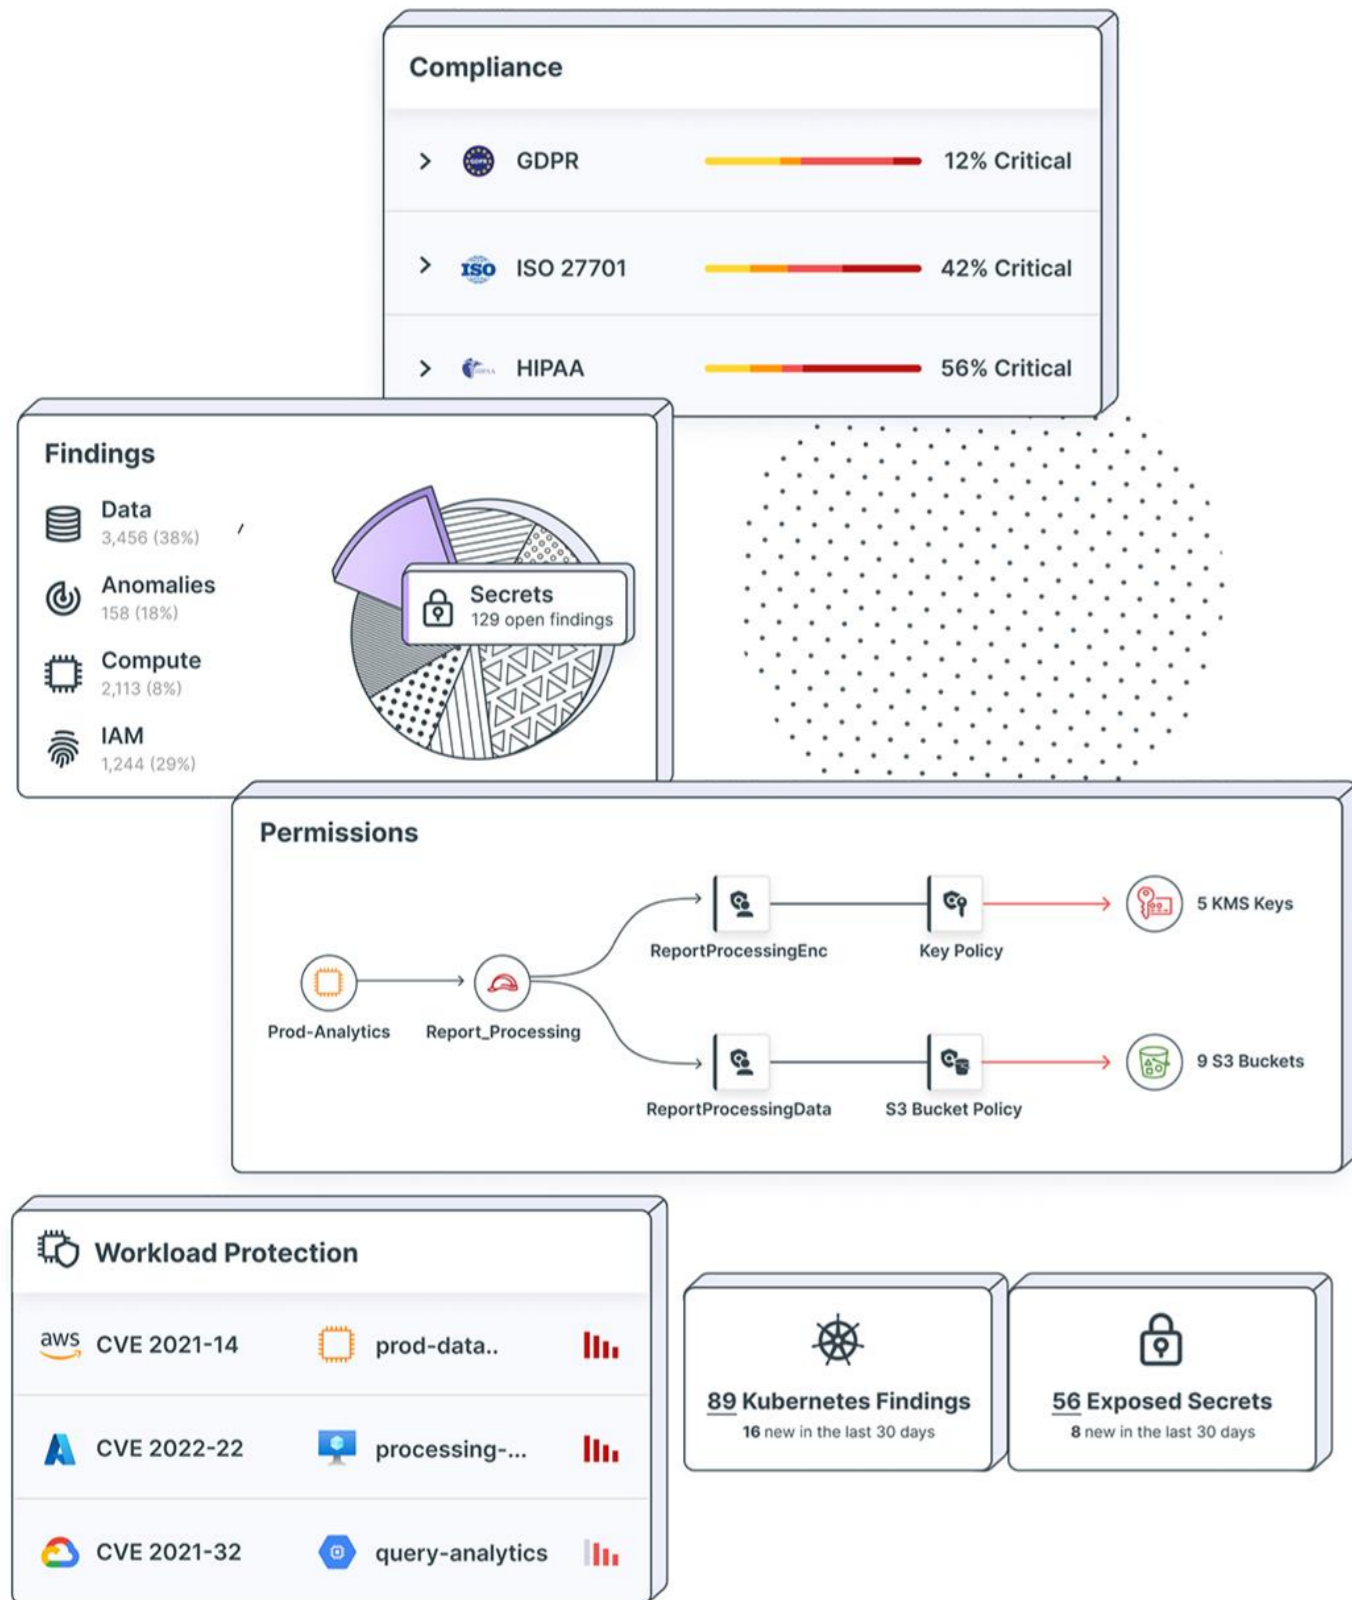 Compliance
GDPR
12% Critical
ISO
ISO 27701
42% Critical
HIPAA
56% Critical
Findings
Data
3,456 (38%)
Anomalies
158 (18%)
Compute
2,113 (8%)
IAM
1,244 (29%)
Secrets
129 open findings
Permissions
Prod-Analytics
Report_Processing
ReportProcessingEnc
Key Policy
5 KMS Keys
ReportProcessingData
S3 Bucket Policy
9 S3 Buckets
Workload Protection
aws
CVE 2021-14
prod-data..
CVE 2022-22
processing-...
CVE 2021-32
query-analytics
89 Kubernetes Findings
16 new in the last 30 days
56 Exposed Secrets
8 new in the last 30 days